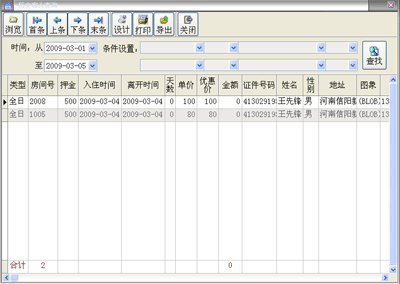 浏览 首条 上条 下条 末条 设计 打印 导出 关闭
时间，从 2009-03-01 条件设置：
至 2009-03-05 查找
类型 房间号 押金 入住时间 离开时间 天数 单价 优惠价 金额 证件号码 姓名 性别 地址 图象
全日 2008 500 2009-03-04 2009-03-04 0 100 100 0 41302919 王先锋 男 河南信阳 (BLOB) 13
全日 1005 500 2009-03-04 2009-03-04 0 80 80 0 41302919 王先锋 男 河南信阳 (BLOB) 13
合计 2 0